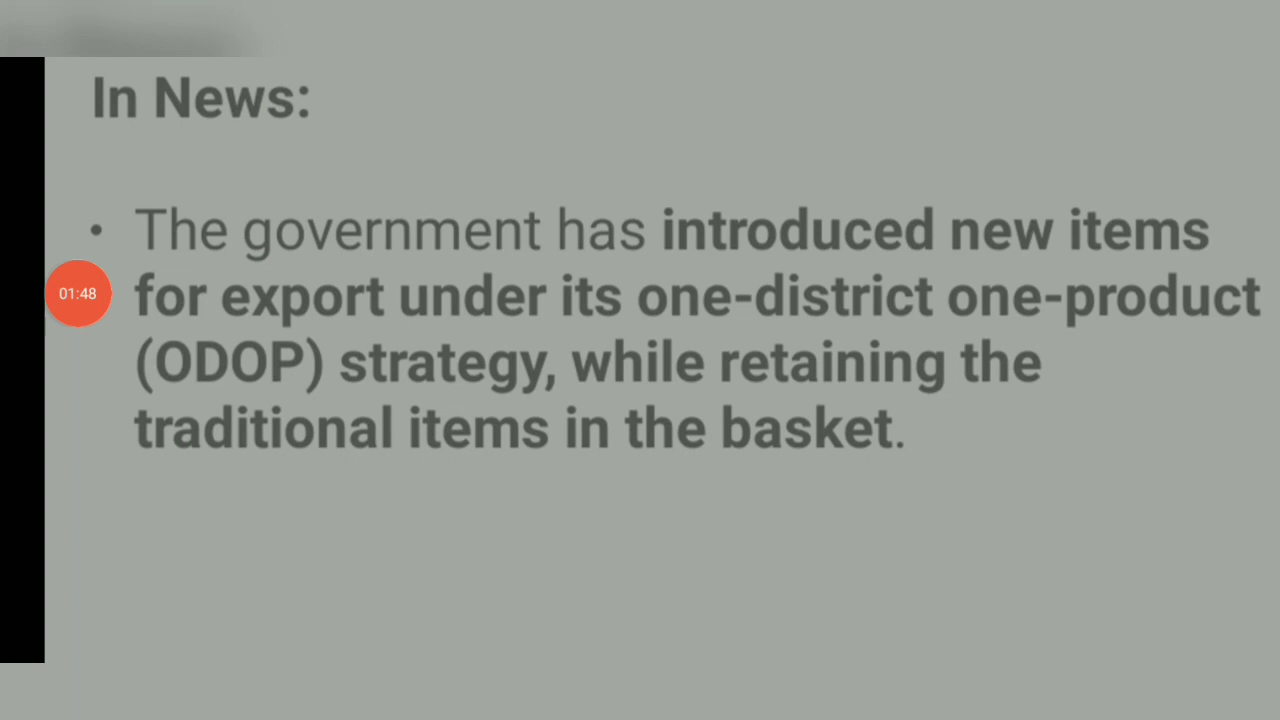 In News:
• The government has introduced new items
01:48
for export under its one-district one-product
(ODOP) strategy, while retaining the
traditional items in the basket.